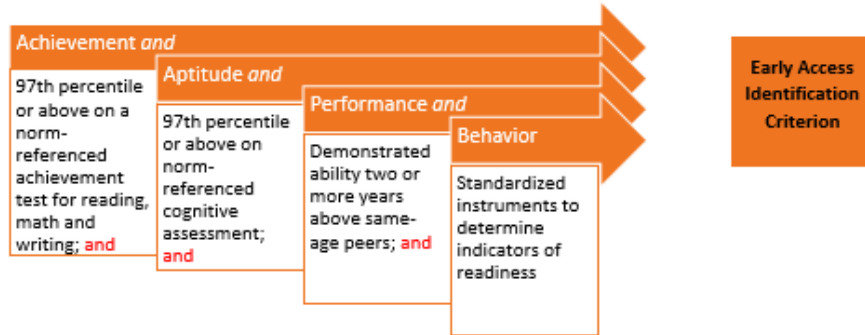 Achievement and
97th percentile
or above on a
norm-
referenced
achievement
test for reading,
math and
writing; and
Aptitude and
97th percentile
or above on
norm-
referenced
cognitive
assessment;
and
Performance and
Demonstrated
ability two or
more years
above same-
age peers; and
Behavior
Standardized
instruments to
determine
indicators of
readiness
Early Access
Identification
Criterion